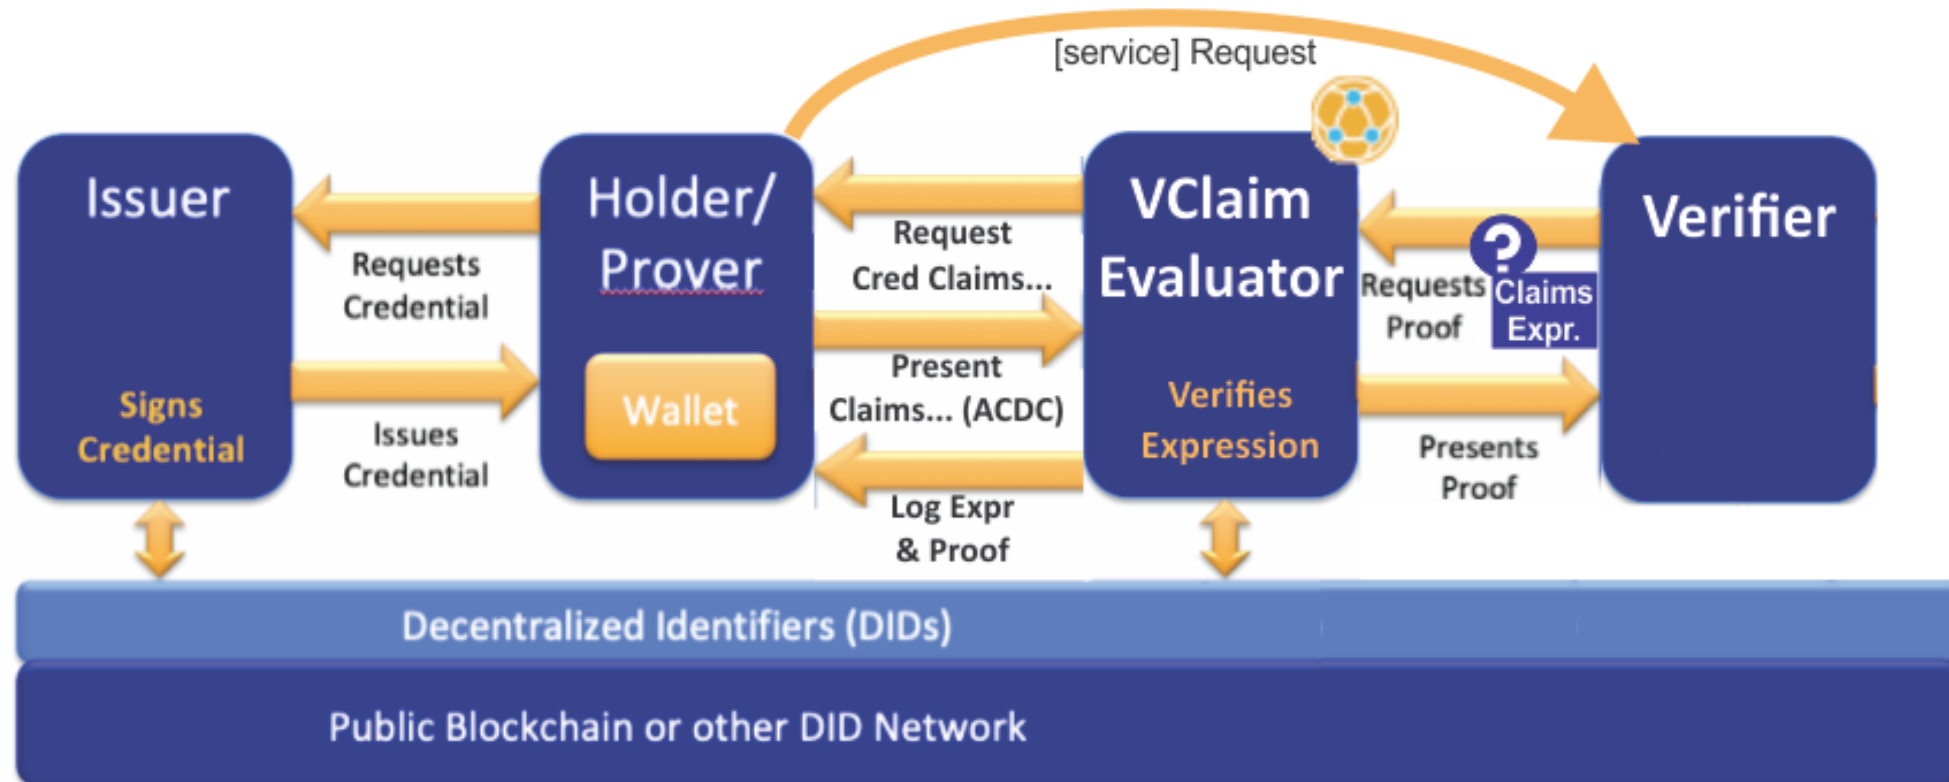 [service] Request
Issuer
Signs
Credential
Requests
Credential
Issues
Credential
Holder/
Prover
Wallet
Request
Cred Claims...
Present
Claims... (ACDC)
Log Expr
& Proof
VClaim
Evaluator
Verifies
Expression
Requests
Proof
?
Claims
Expr.
Presents
Proof
Verifier
Decentralized Identifiers (DIDs)
Public Blockchain or other DID Network